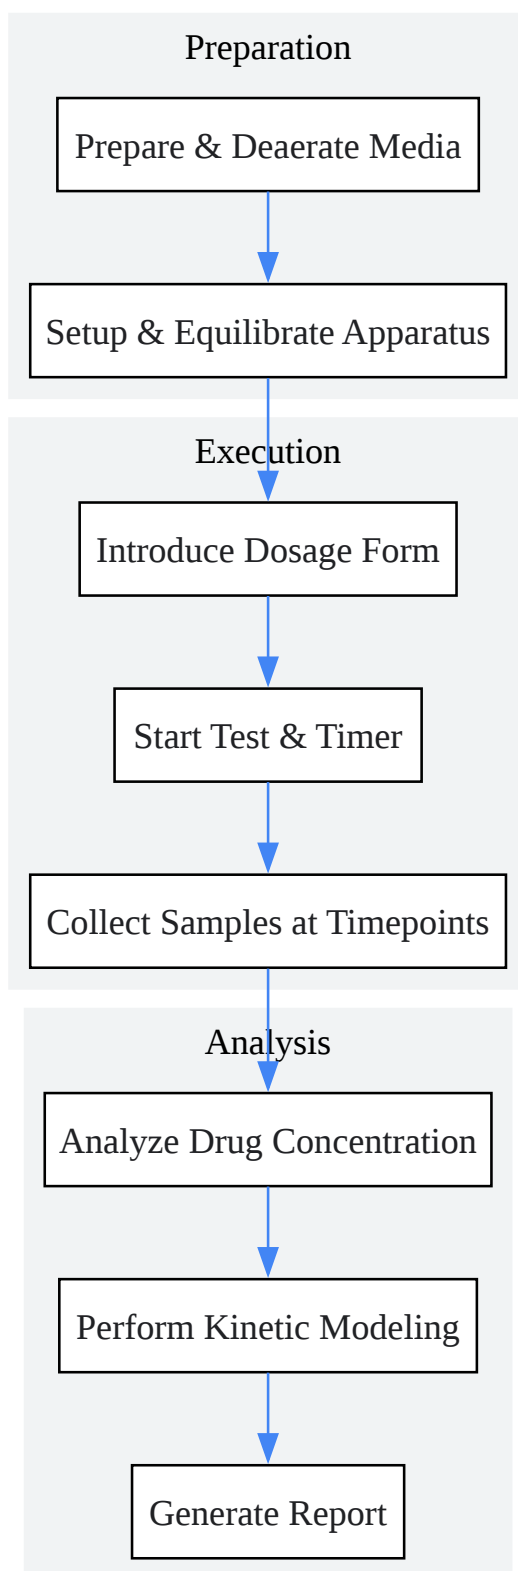 Preparation
Prepare & Deaerate Media
Setup & Equilibrate Apparatus
Execution
Introduce Dosage Form
Start Test & Timer
Collect Samples at Timepoints
Analysis
Analyze Drug Concentration
Perform Kinetic Modeling
Generate Report